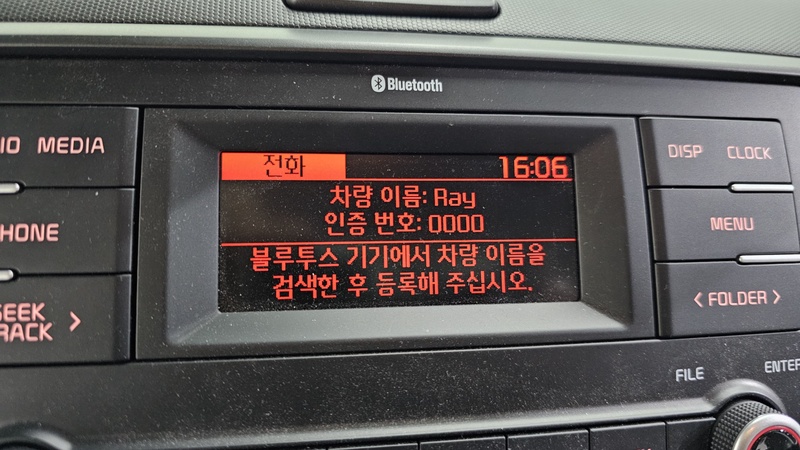 Bluetooth
IO MEDIA
전화 16:06
DISP CLOCK
차량 이름: Ray
인증 번호: 0000
HONE
MENU
블루투스 기기에서 차량 이름을
검색한 후 등록해 주십시오.
SEEK
RACK >
< FOLDER >
FILE
ENTER